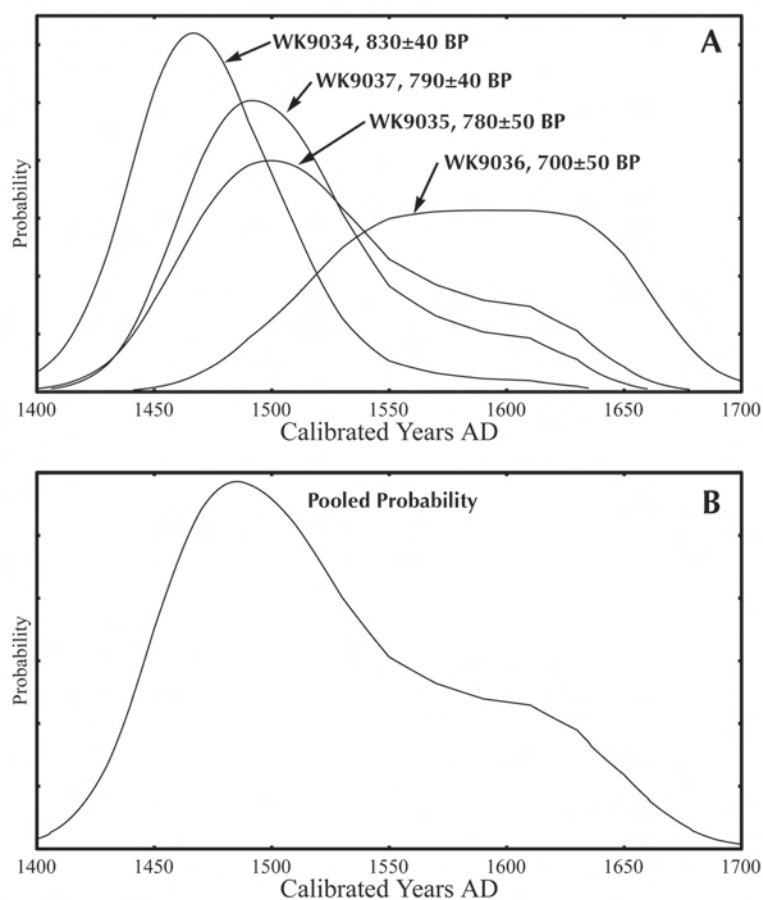 A
WK9034, 830±40 BP
WK9037, 790±40 BP
WK9035, 780±50 BP
WK9036, 700±50 BP
Probability
1400 1450 1500 1550 1600 1650 1700
Calibrated Years AD
Pooled Probability B
Probability
1400 1450 1500 1550 1600 1650 1700
Calibrated Years AD